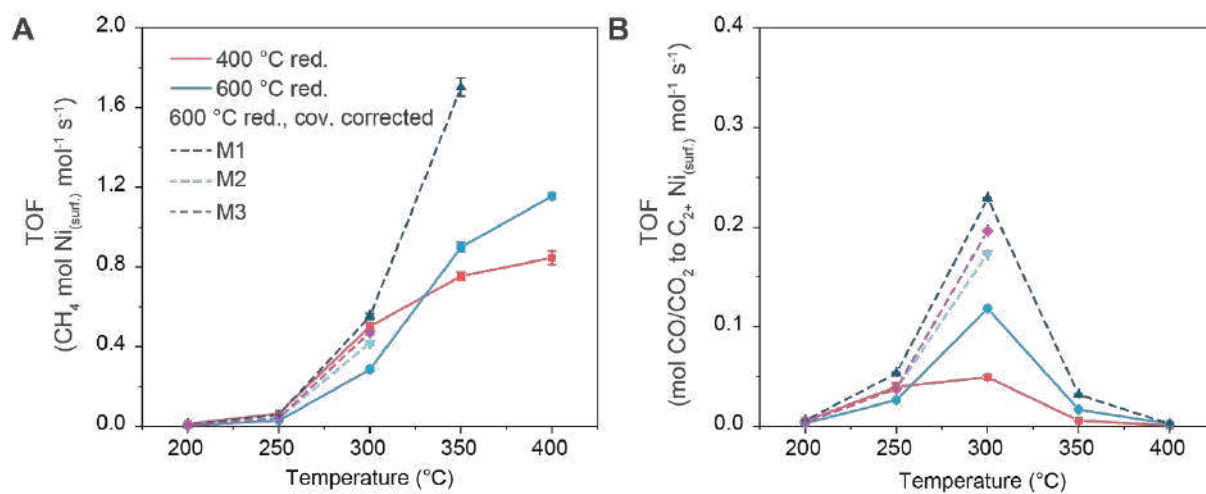 A
TOF
(CH₄ mol Ni₍surf.₎ mol⁻¹ s⁻¹)
2.0
1.6
1.2
0.8
0.4
0.0
400 °C red.
600 °C red.
600 °C red., cov. corrected
M1
M2
M3
200 250 300 350 400
Temperature (°C)
B
TOF
(mol CO/CO₂ to C₂₊ Ni₍surf.₎ mol⁻¹ s⁻¹)
0.4
0.3
0.2
0.1
0.0
200 250 300 350 400
Temperature (°C)